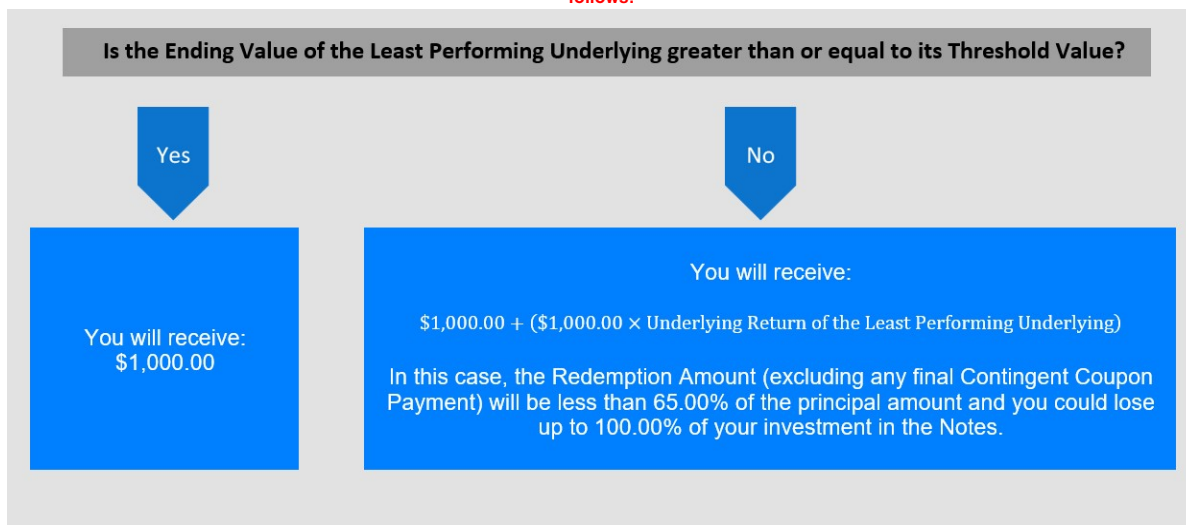 follows:
Is the Ending Value of the Least Performing Underlying greater than or equal to its Threshold Value?
Yes
No
You will receive:
$1,000.00
You will receive:
$1,000.00 + ($1,000.00 × Underlying Return of the Least Performing Underlying)
In this case, the Redemption Amount (excluding any final Contingent Coupon
Payment) will be less than 65.00% of the principal amount and you could lose
up to 100.00% of your investment in the Notes.